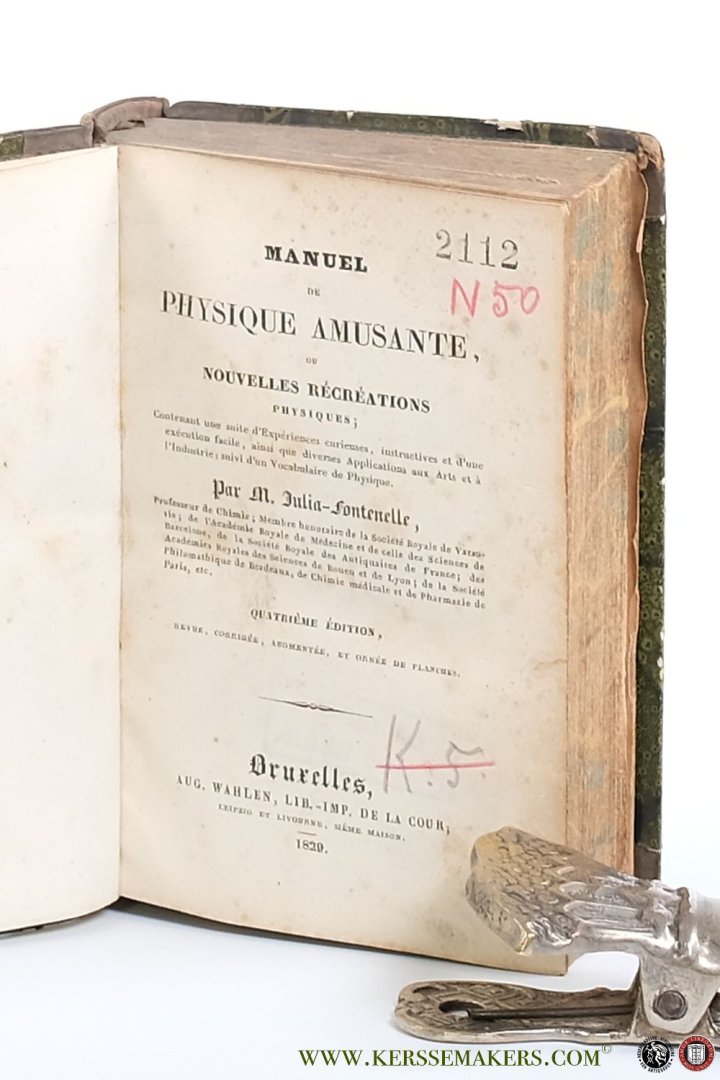 2112
N 50
MANUEL
DE
PHYSIQUE AMUSANTE,
OU
NOUVELLES RÉCRÉATIONS
PHYSIQUES;
Contenant une suite d'Expériences curieuses, instructives et d'une
exécution facile, ainsi que diverses Applications aux Arts et à
l'Industrie; suivi d'un Vocabulaire de Physique.
Par M. Julia-Fontenelle,
Professeur de Chimie; Membre honoraire de la Société Royale de Varso-
vie; de l'Académie Royale de Médecine et de celle des Sciences de
Barcelone, de la Société Royale des Antiquaires de France; des
Académies Royales des Sciences de Rouen et de Lyon; de la Société
Philomathique de Bordeaux, de Chimie médicale et de Pharmacie de
Paris, etc.
QUATRIÈME ÉDITION,
REVUE, CORRIGÉE, AUGMENTÉE, ET ORNÉE DE PLANCHES.
K. 5.
Bruxelles,
AUG. WAHLEN, LIB.-IMP. DE LA COUR;
LEIPZIG ET LIVOURNE, MÊME MAISON.
1829.
WWW.KERSSEMAKERS.COM©